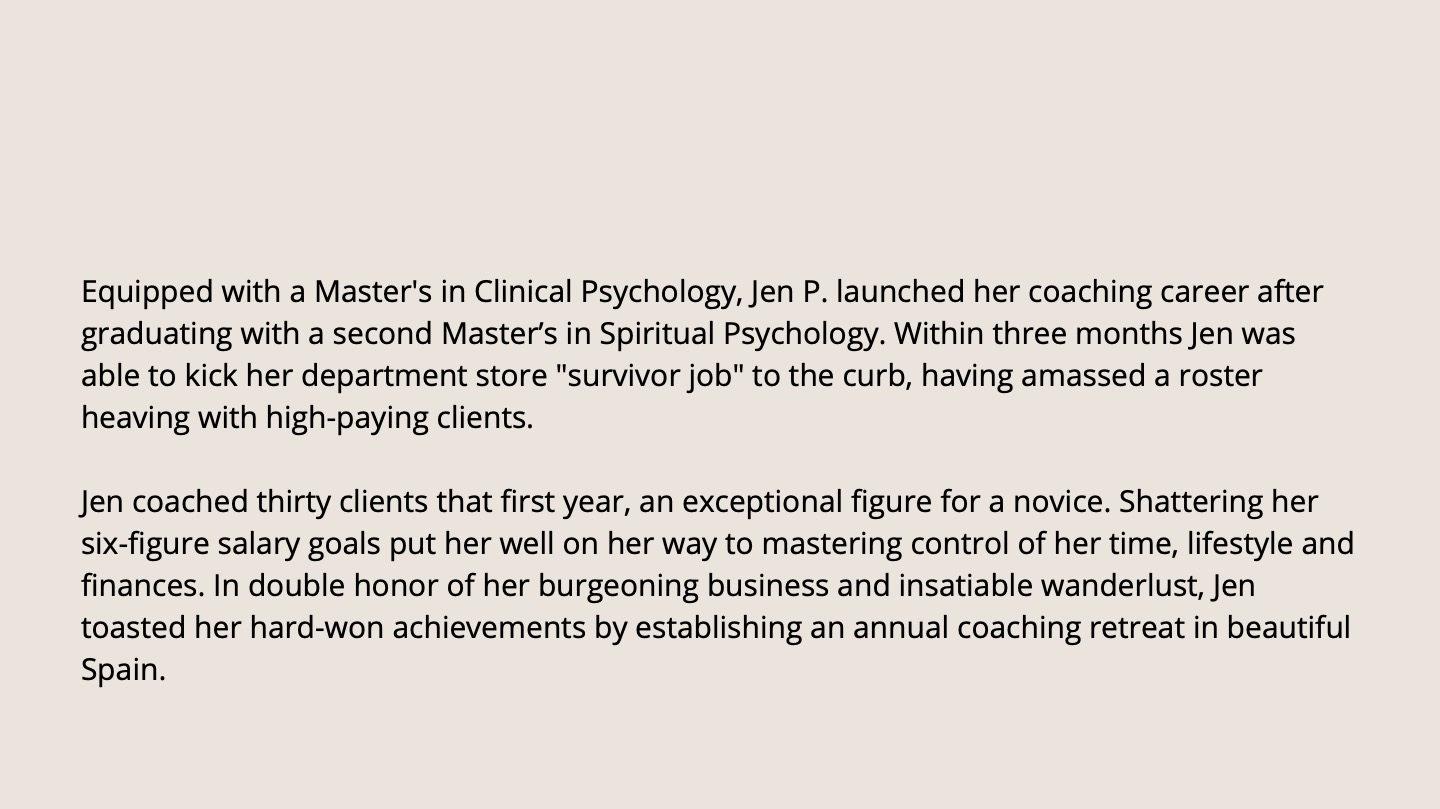 Equipped with a Master's in Clinical Psychology, Jen P. launched her coaching career after
graduating with a second Master’s in Spiritual Psychology. Within three months Jen was
able to kick her department store "survivor job" to the curb, having amassed a roster
heaving with high-paying clients.
Jen coached thirty clients that first year, an exceptional figure for a novice. Shattering her
six-figure salary goals put her well on her way to mastering control of her time, lifestyle and
finances. In double honor of her burgeoning business and insatiable wanderlust, Jen
toasted her hard-won achievements by establishing an annual coaching retreat in beautiful
Spain.